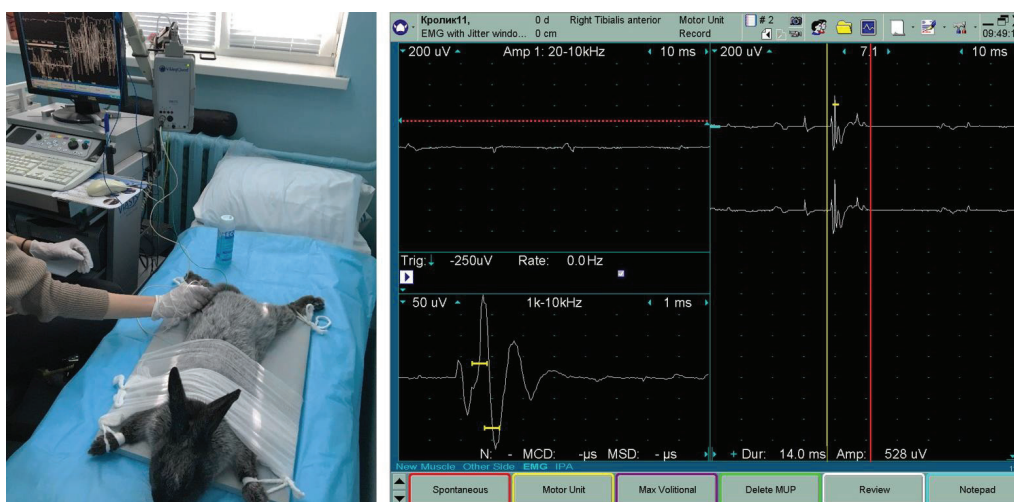 Кролик11,
0 d
Right Tibialis anterior
Motor Unit
# 2
EMG with Jitter windo...
0 cm
Record
09:49:1
200 uV
Amp 1: 20-10kHz
10 ms
200 uV
7.1
10 ms
Trig:
-250uV
Rate:
0.0 Hz
50 uV
1k-10kHz
1 ms
N: - MCD: -µs MSD: - µs
+ Dur: 14.0 ms Amp: 528 uV
New Muscle Other Side EMG IPA
Spontaneous
Motor Unit
Max Volitional
Delete MUP
Review
Notepad